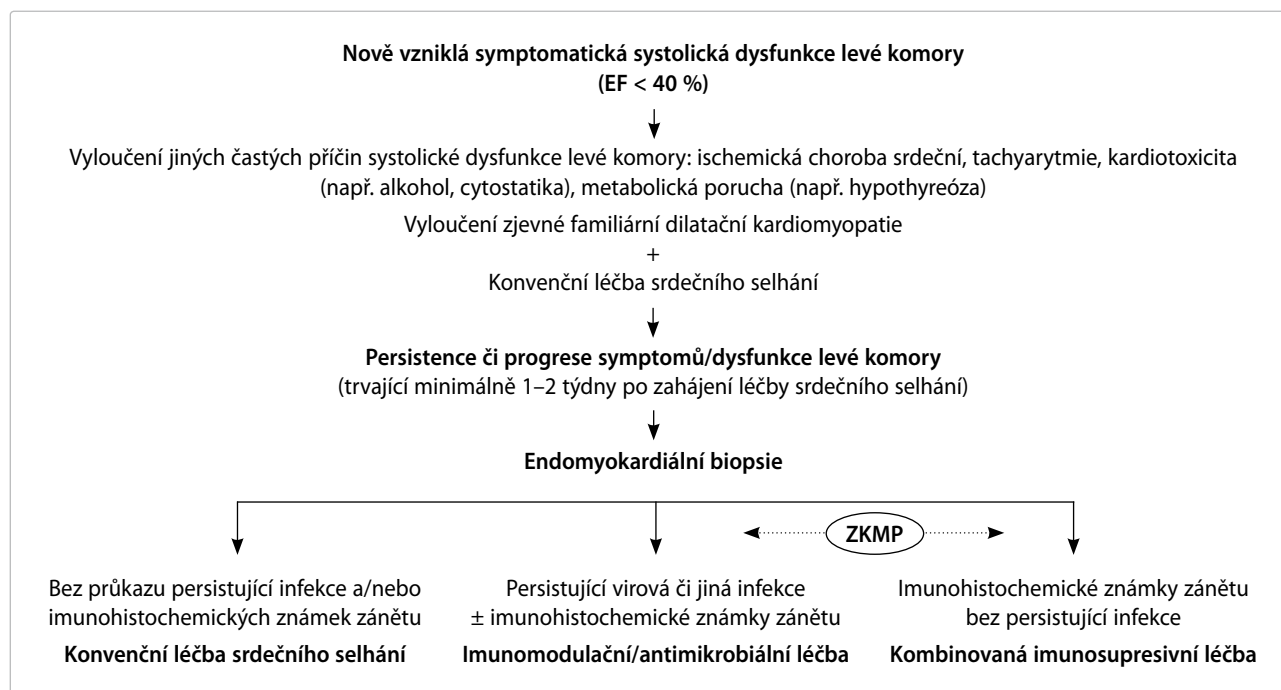 Nově vzniklá symptomatická systolická dysfunkce levé komory
(EF < 40 %)
Vyloučení jiných častých příčin systolické dysfunkce levé komory: ischemická choroba srdeční, tachyarytmie, kardiotoxicita
(např. alkohol, cytostatika), metabolická porucha (např. hypothyreóza)
Vyloučení zjevné familiární dilatační kardiomyopatie
+
Konvenční léčba srdečního selhání
Persistence či progrese symptomů/dysfunkce levé komory
(trvající minimálně 1–2 týdny po zahájení léčby srdečního selhání)
Endomyokardiální biopsie
ZKMP
Bez průkazu persistující infekce a/nebo
imunohistochemických známek zánětu
Konvenční léčba srdečního selhání
Persistující virová či jiná infekce
± imunohistochemické známky zánětu
Imunomodulační/antimikrobiální léčba
Imunohistochemické známky zánětu
bez persistující infekce
Kombinovaná imunosupresivní léčba